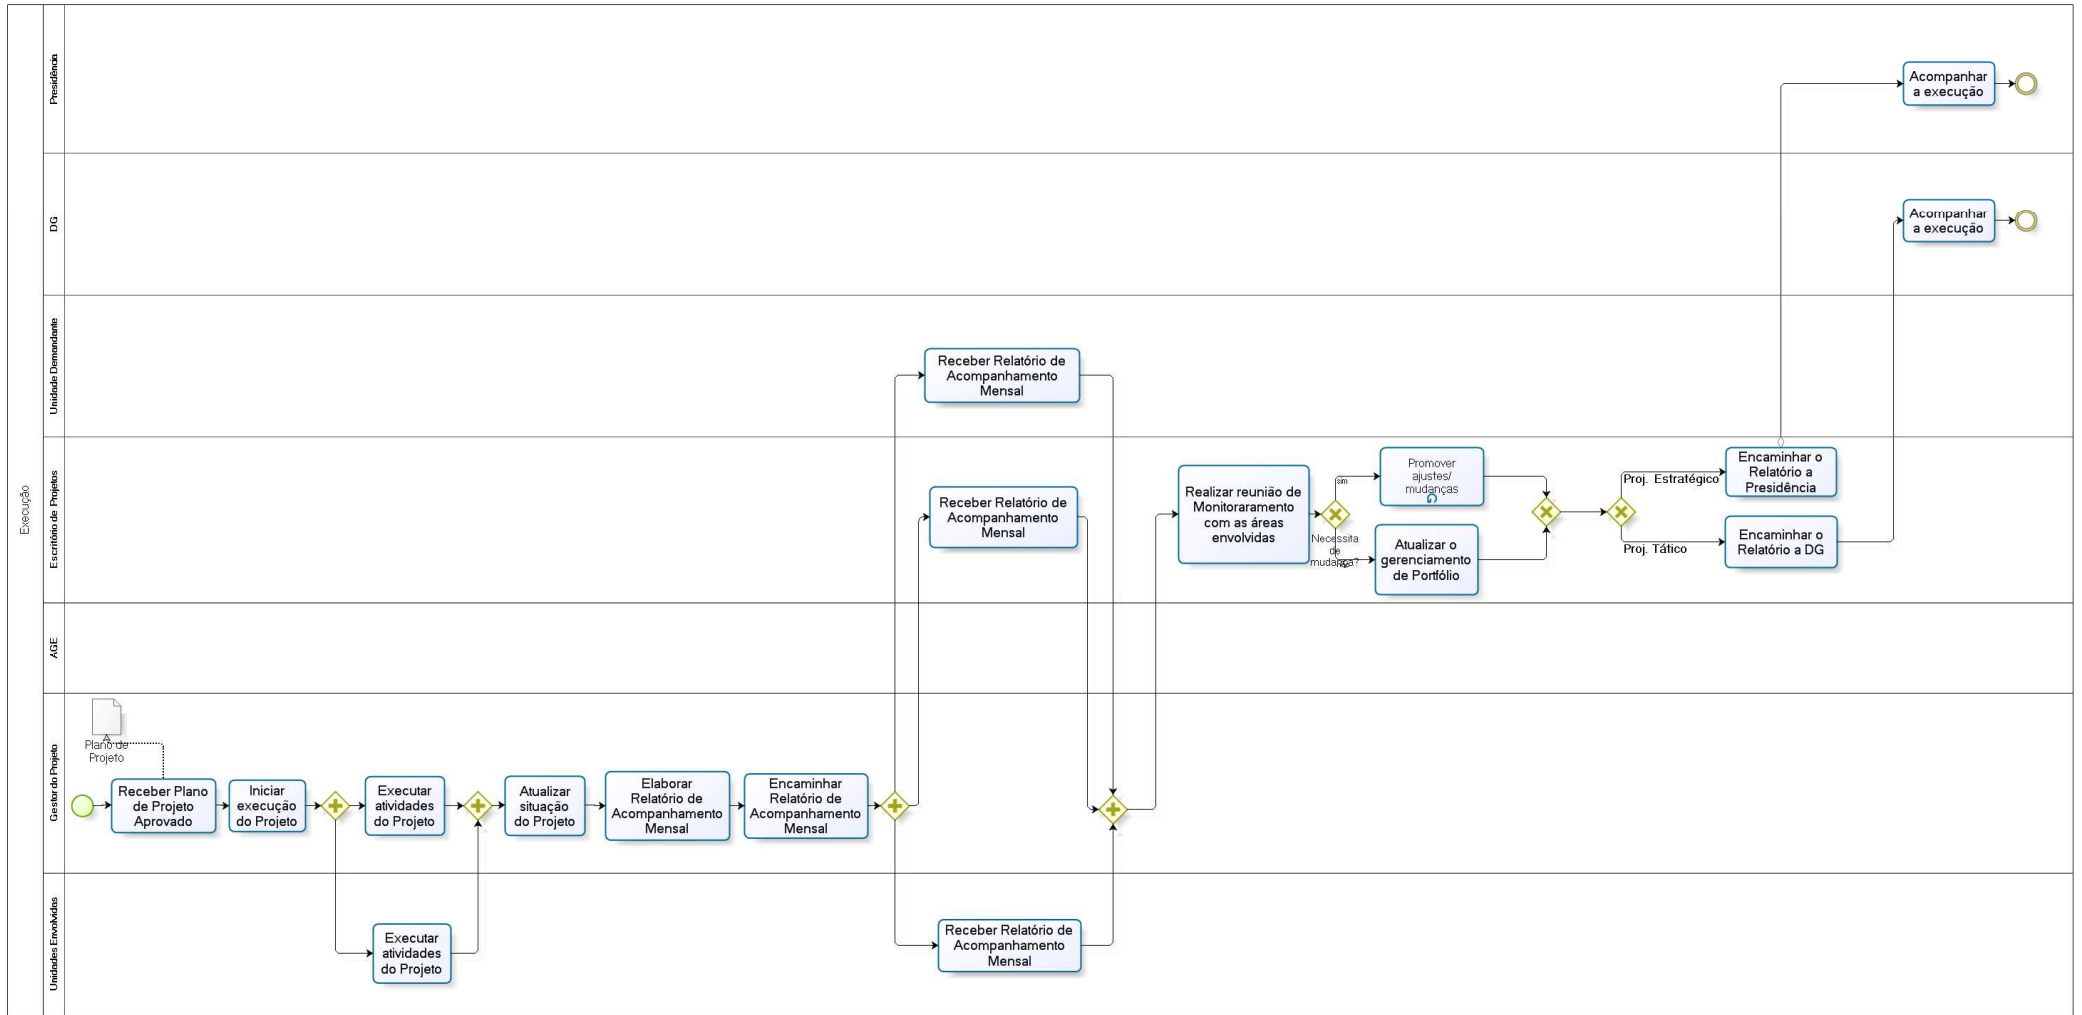 Execução
Presidência
Acompanhar
a execução
DG
Acompanhar
a execução
Unidade Demandante
Receber Relatório de
Acompanhamento
Mensal
Escritório de Projetos
Receber Relatório de
Acompanhamento
Mensal
Realizar reunião de
Monitoraramento
com as áreas
envolvidas
Necessita
de
mudança?
sim
Promover
ajustes/
mudanças
Atualizar o
gerenciamento
de Portfólio
Proj. Estratégico
Proj. Tático
Encaminhar o
Relatório a
Presidência
Encaminhar o
Relatório a DG
AGE
Gestor do Projeto
Plano de
Projeto
Receber Plano
de Projeto
Aprovado
Iniciar
execução
do Projeto
Executar
atividades
do Projeto
Atualizar
situação
do Projeto
Elaborar
Relatório de
Acompanhamento
Mensal
Encaminhar
Relatório de
Acompanhamento
Mensal
Unidades Envolvidas
Executar
atividades
do Projeto
Receber Relatório de
Acompanhamento
Mensal